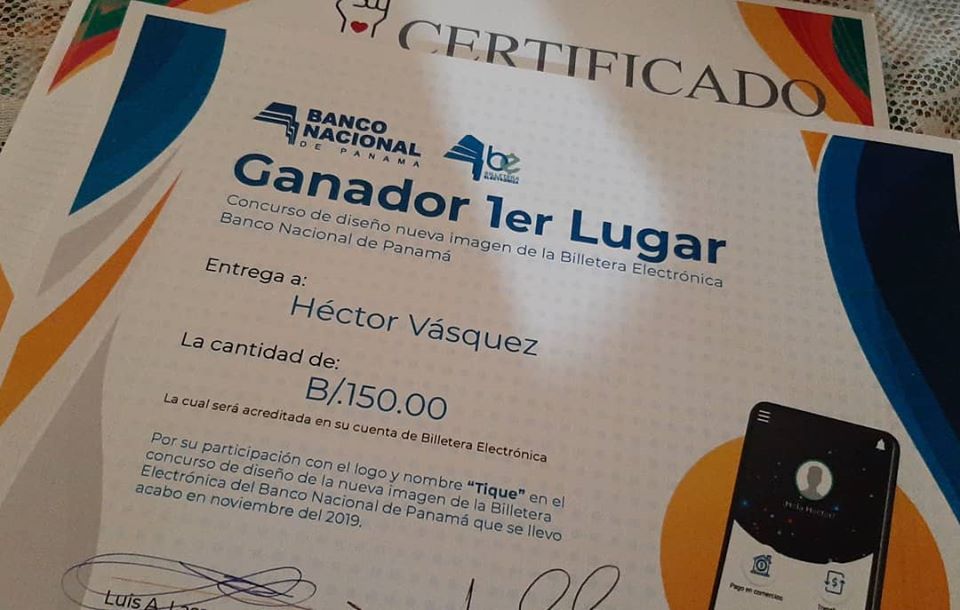 CERTIFICADO
BANCO
NACIONAL
DE PANAMA
be
BILLETERA
ELECTRÓNICA
Ganador 1er Lugar
Concurso de diseño nueva imagen de la Billetera Electrónica
Banco Nacional de Panamá
Entrega a:
Héctor Vásquez
La cantidad de:
B/.150.00
La cual será acreditada en su cuenta de Billetera Electrónica
Por su participación con el logo y nombre “Tique” en el
concurso de diseño de la nueva imagen de la Billetera
Electrónica del Banco Nacional de Panamá que se llevo
acabo en noviembre del 2019.
¡Hola Hector!
Pago en comercios
Luis A.